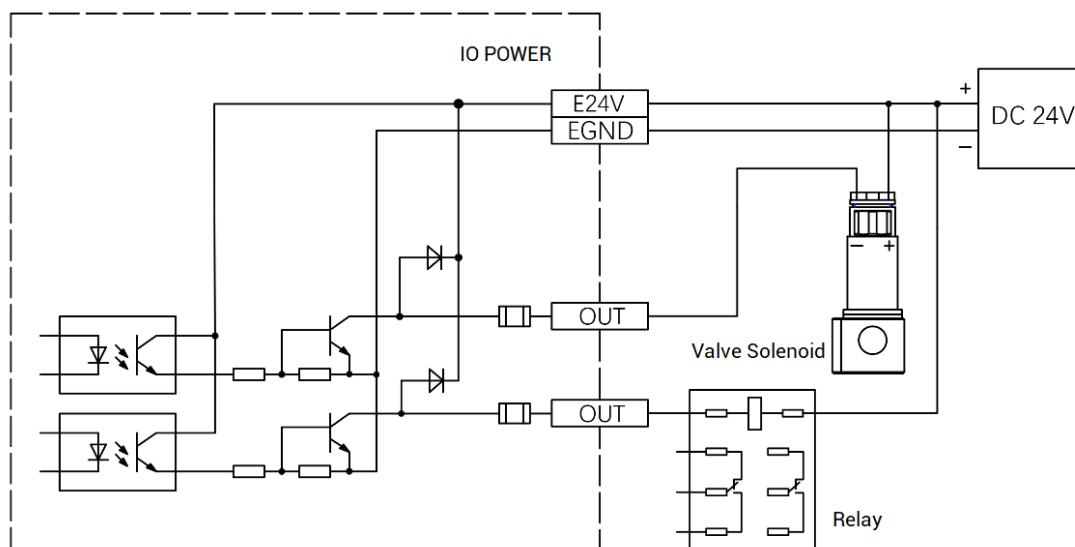 IO POWER
E24V
+
EGND
DC 24V
−
− +
OUT
Valve Solenoid
OUT
Relay